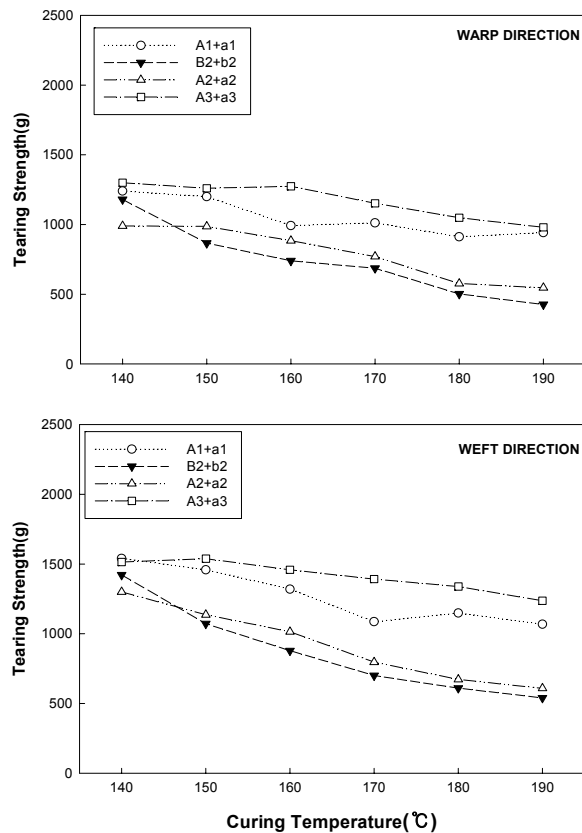 2500
WARP DIRECTION
A1+a1
B2+b2
A2+a2
A3+a3
2000
1500
1000
500
0
Tearing Strength(g)
140 150 160 170 180 190
2500
WEFT DIRECTION
A1+a1
B2+b2
A2+a2
A3+a3
2000
1500
1000
500
0
Tearing Strength(g)
140 150 160 170 180 190
Curing Temperature(℃)